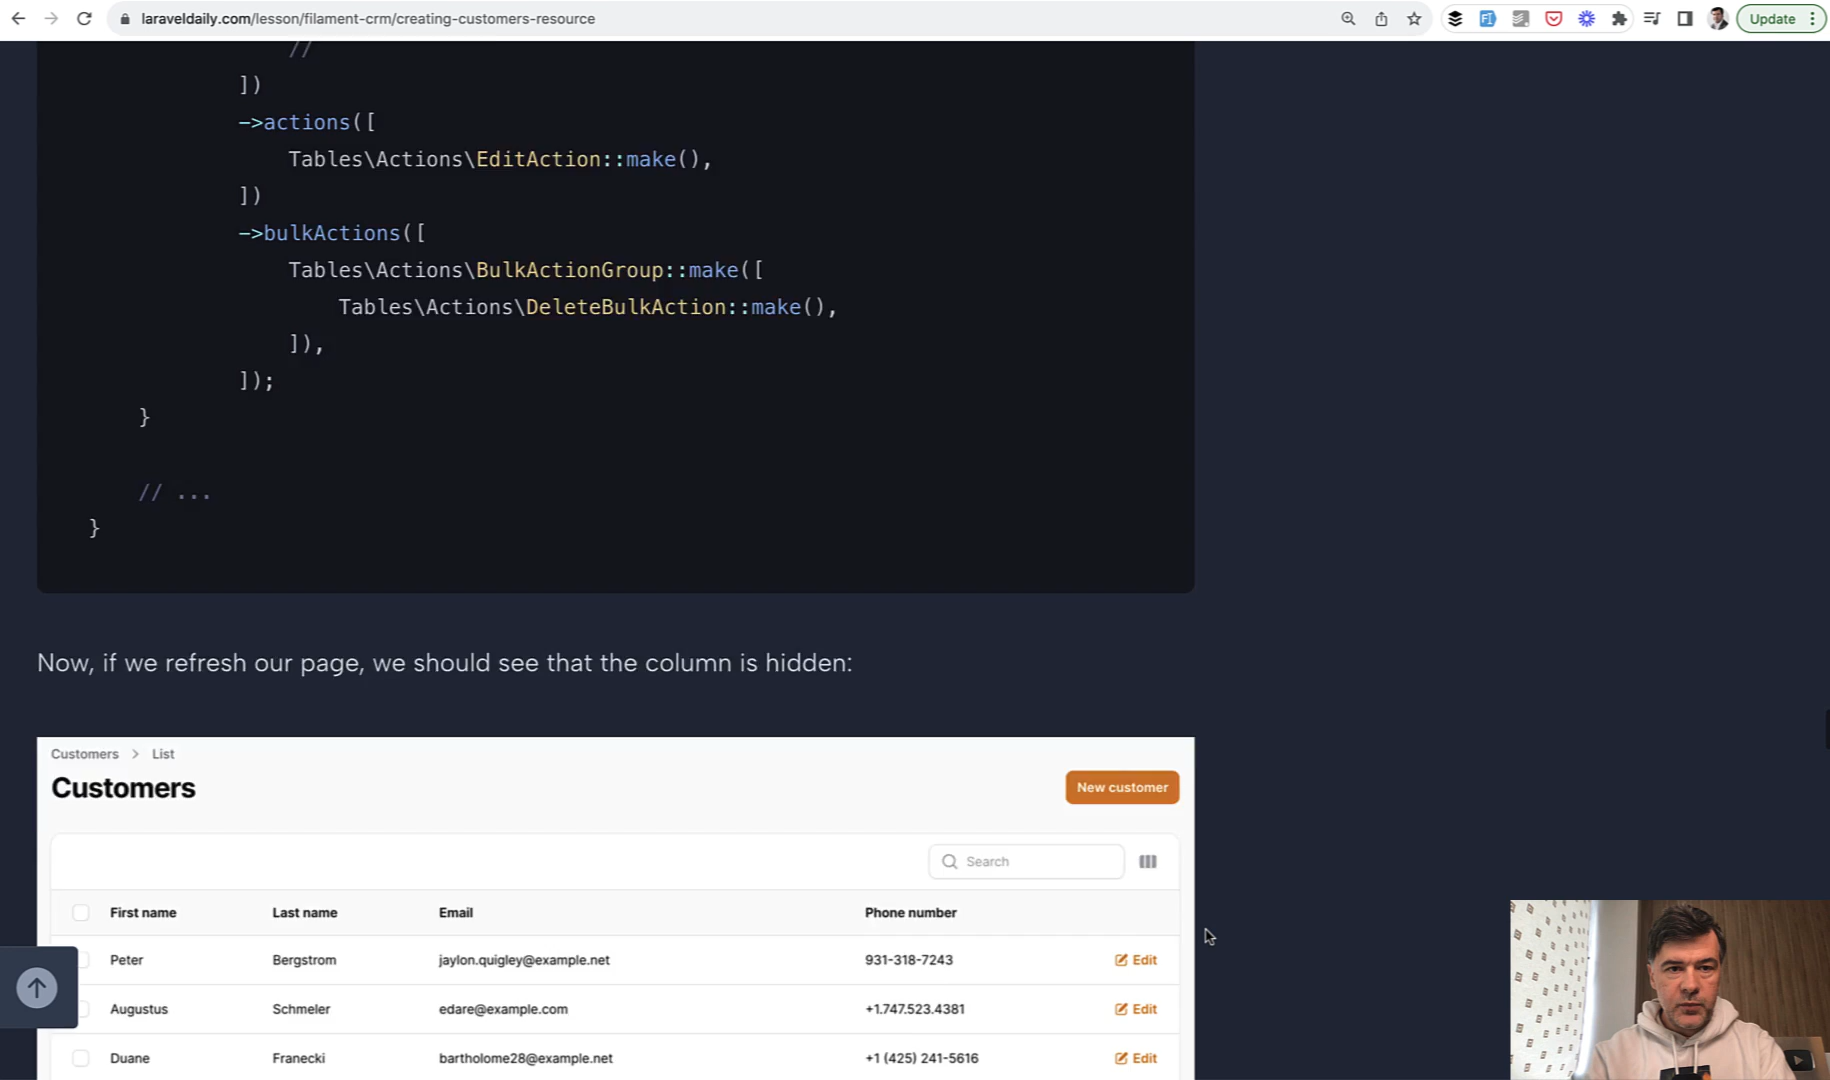 laraveldaily.com/lesson/filament-crm/creating-customers-resource
Update
//
])
->actions([
Tables\Actions\EditAction::make(),
])
->bulkActions([
Tables\Actions\BulkActionGroup::make([
Tables\Actions\DeleteBulkAction::make(),
]),
]);
}
// ...
}
Now, if we refresh our page, we should see that the column is hidden:
Customers > List
Customers
New customer
Search
First name Last name Email Phone number
Peter Bergstrom jaylon.quigley@example.net 931-318-7243 Edit
Augustus Schmeler edare@example.com +1.747.523.4381 Edit
Duane Franecki bartholome28@example.net +1 (425) 241-5616 Edit